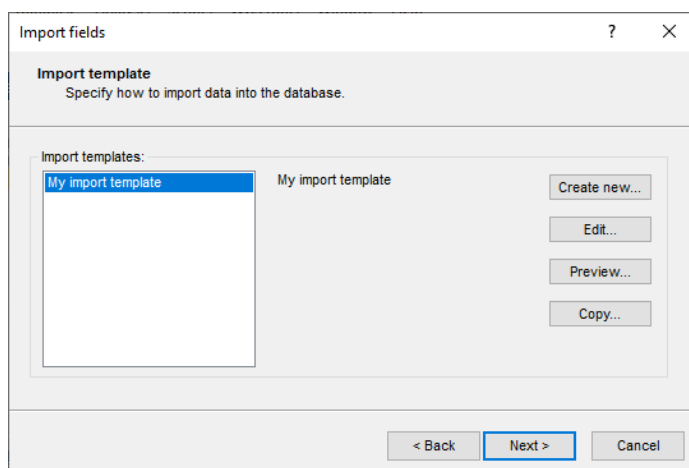 Import fields
?
Import template
Specify how to import data into the database.
Import templates:
My import template
My import template
Create new...
Edit...
Preview...
Copy...
< Back
Next >
Cancel